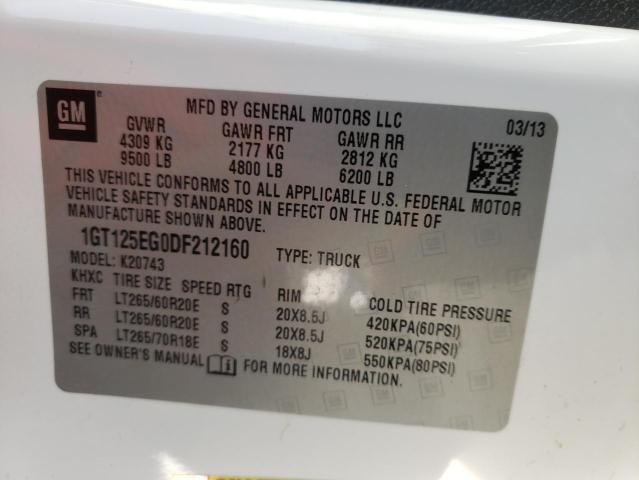 GM
MFD BY GENERAL MOTORS LLC
03/13
GVWR GAWR FRT GAWR RR
4309 KG 2177 KG 2812 KG
9500 LB 4800 LB 6200 LB
THIS VEHICLE CONFORMS TO ALL APPLICABLE U.S. FEDERAL MOTOR
VEHICLE SAFETY STANDARDS IN EFFECT ON THE DATE OF
MANUFACTURE SHOWN ABOVE.
1GT125EG0DF212160 TYPE: TRUCK
MODEL: K20743
KHXC TIRE SIZE SPEED RTG RIM COLD TIRE PRESSURE
FRT LT265/60R20E S 20X8.5J 420KPA(60PSI)
RR LT265/60R20E S 20X8.5J 520KPA(75PSI)
SPA LT265/70R18E S 18X8J 550KPA(80PSI)
SEE OWNER'S MANUAL FOR MORE INFORMATION.